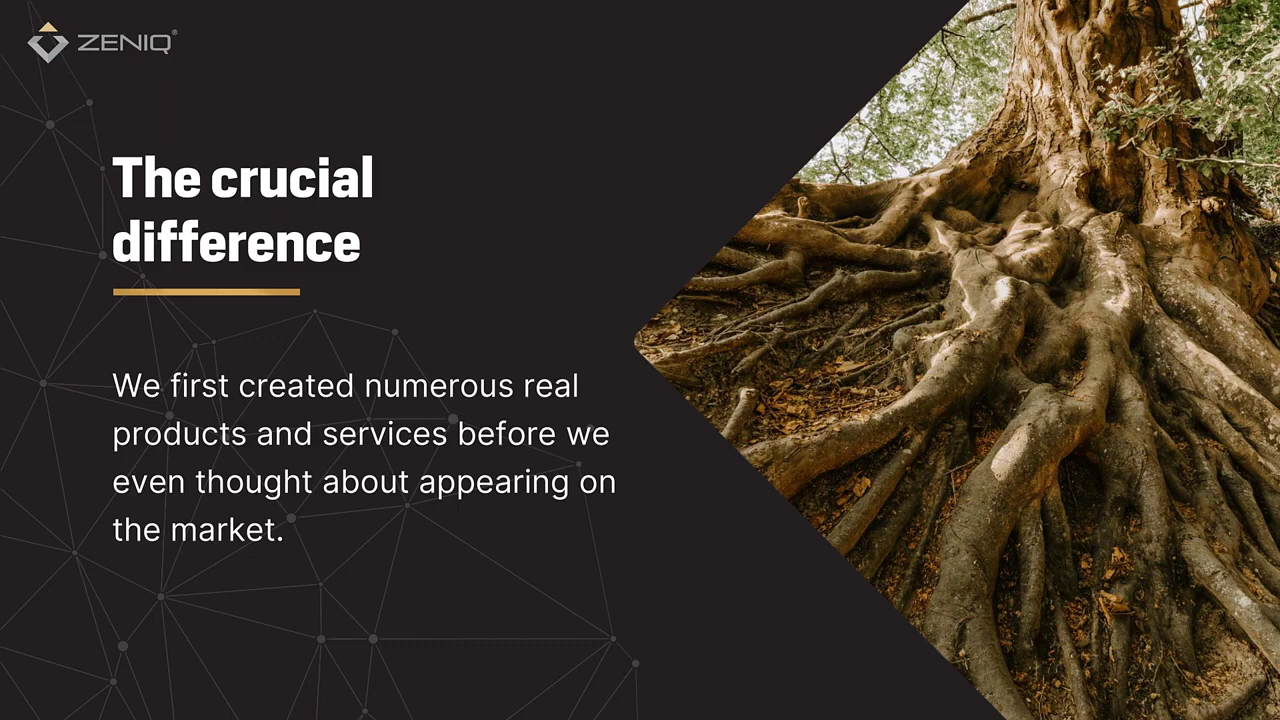 ZENIQ®
The crucial
difference
We first created numerous real
products and services before we
even thought about appearing on
the market.